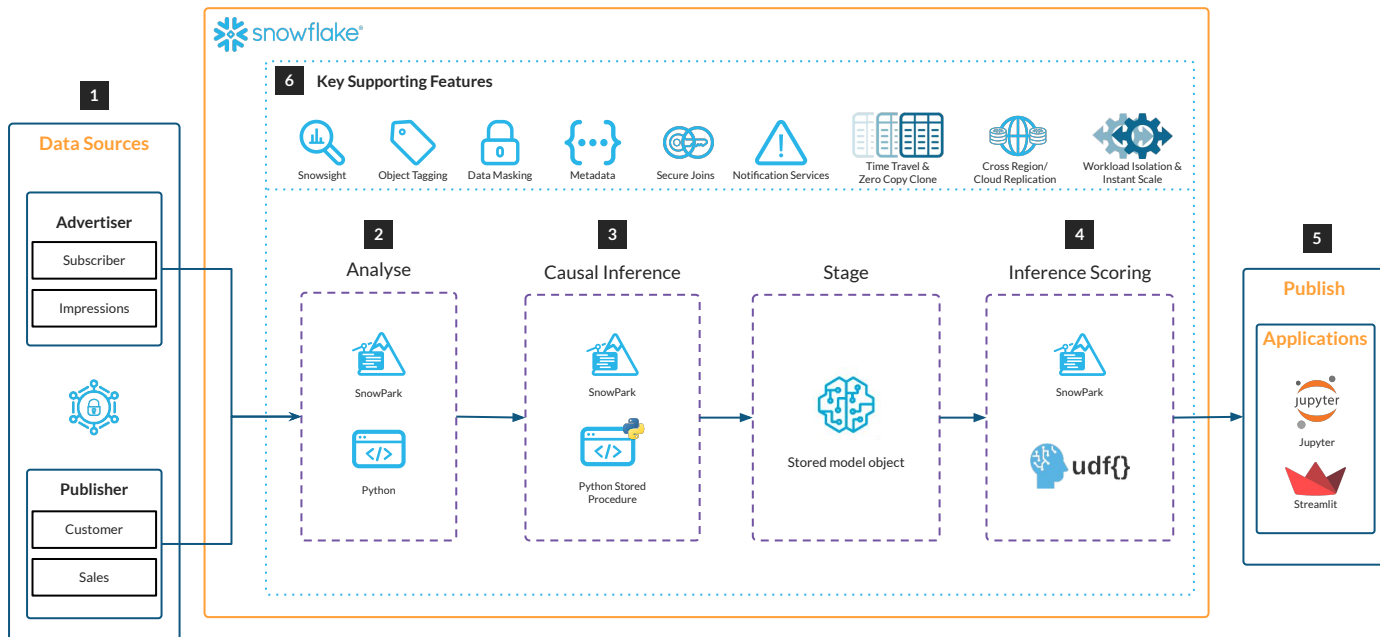 snowflake®
1
Data Sources
Advertiser
Subscriber
Impressions
Publisher
Customer
Sales
6 Key Supporting Features
Snowsight
Object Tagging
Data Masking
Metadata
Secure Joins
Notification Services
Time Travel &
Zero Copy Clone
Cross Region/
Cloud Replication
Workload Isolation &
Instant Scale
2
Analyse
SnowPark
</>
Python
3
Causal Inference
SnowPark
</>
Python Stored
Procedure
Stage
Stored model object
4
Inference Scoring
SnowPark
udf{}
5
Publish
Applications
jupyter
Jupyter
Streamlit